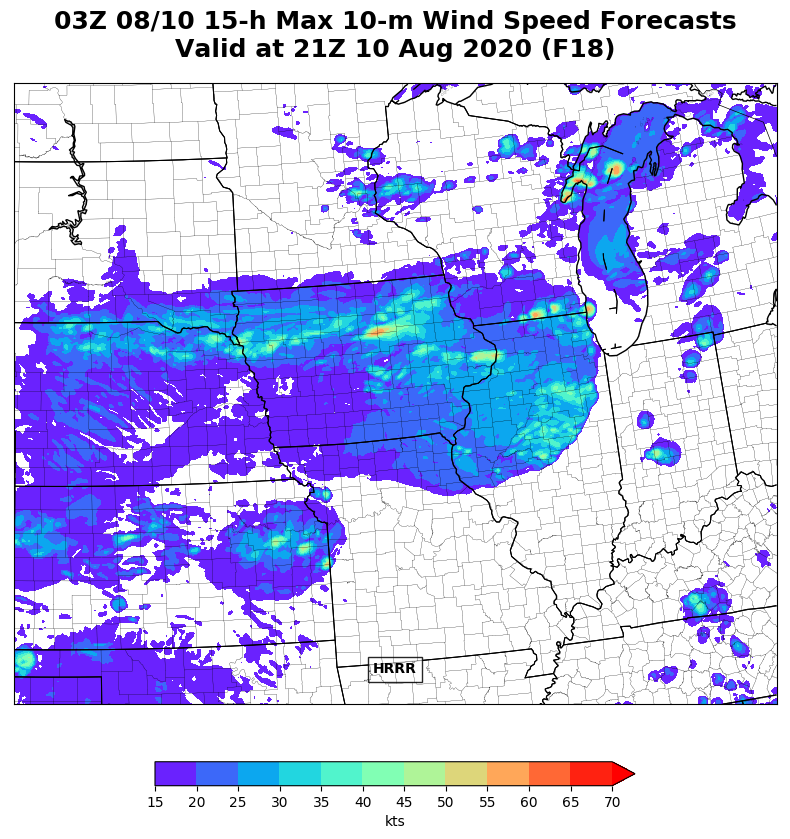 03Z 08/10 15-h Max 10-m Wind Speed Forecasts
Valid at 21Z 10 Aug 2020 (F18)
HRRR
15 20 25 30 35 40 45 50 55 60 65 70
kts